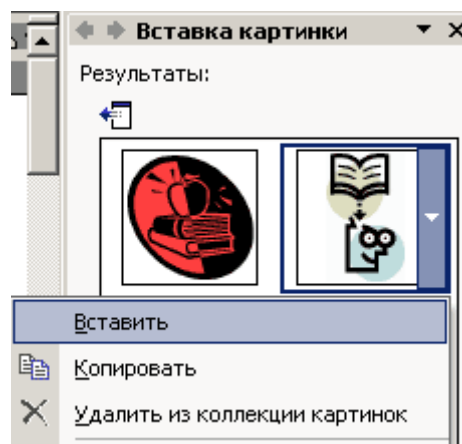 Вставка картинки
Результаты:
Вставить
Копировать
Удалить из коллекции картинок